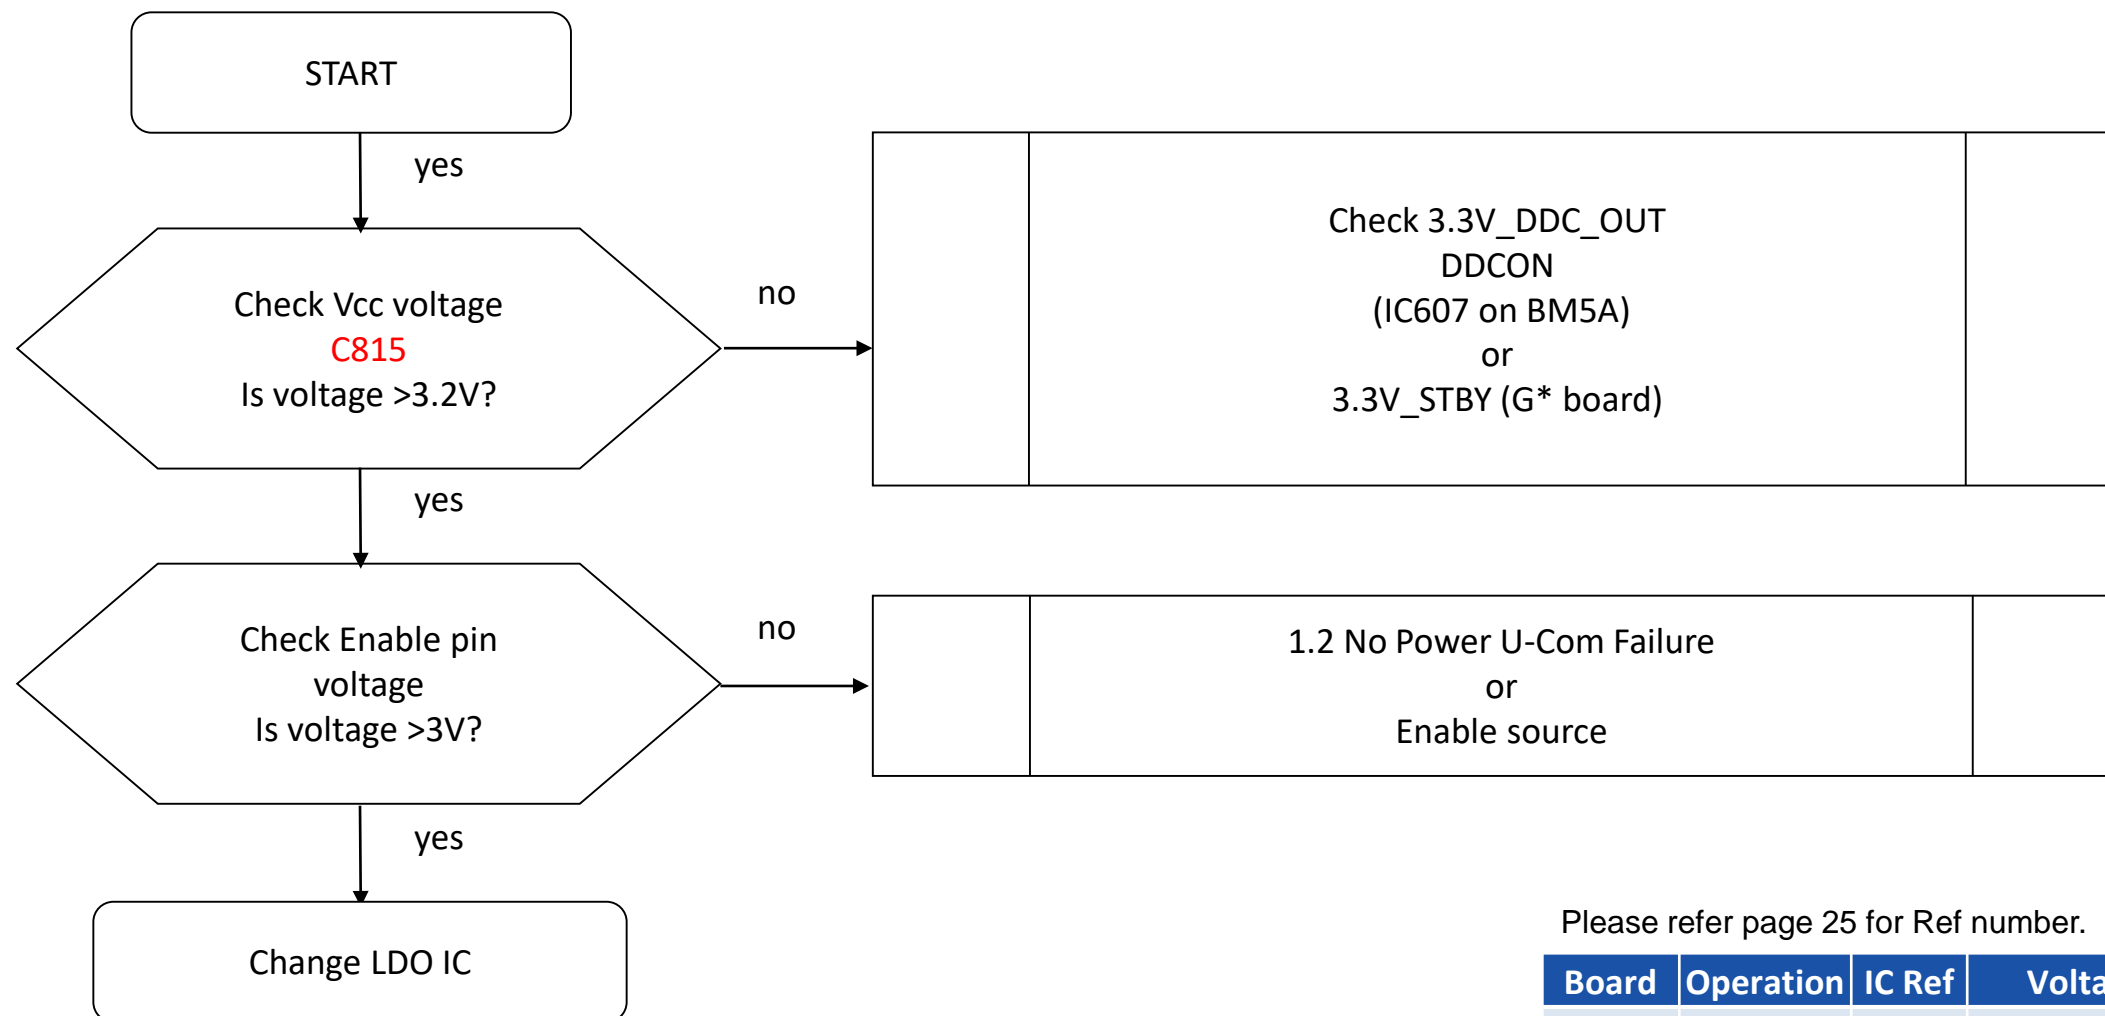 START
yes
Check Vcc voltage
C815
Is voltage >3.2V?
no
Check 3.3V_DDC_OUT
DDCON
(IC607 on BM5A)
or
3.3V_STBY (G* board)
yes
Check Enable pin
voltage
Is voltage >3V?
no
1.2 No Power U-Com Failure
or
Enable source
yes
Change LDO IC
Please refer page 25 for Ref number.
Board Operation IC Ref